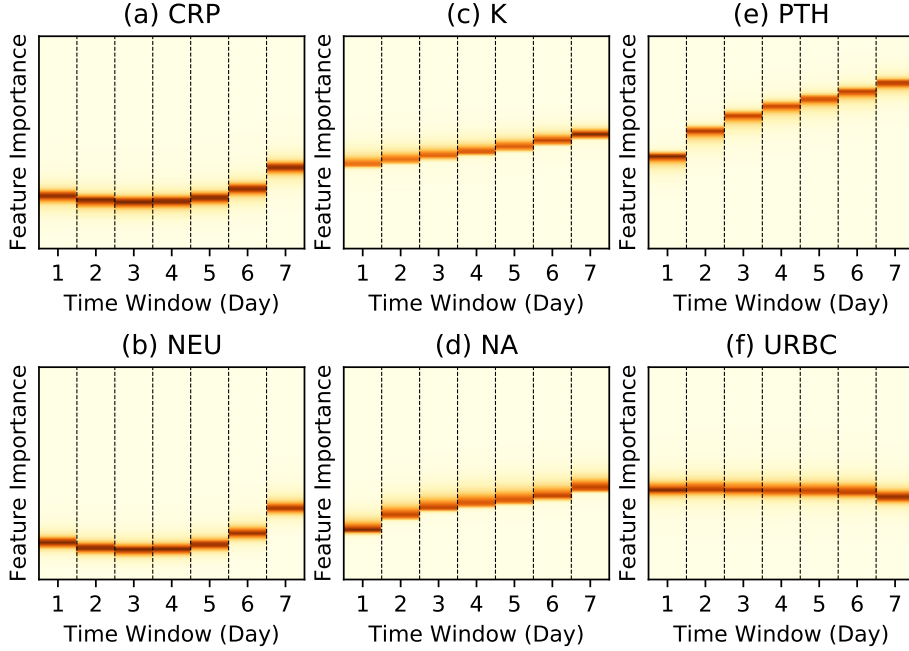 (a) CRP
Feature Importance
1 2 3 4 5 6 7
Time Window (Day)
(c) K
Feature Importance
1 2 3 4 5 6 7
Time Window (Day)
(e) PTH
Feature Importance
1 2 3 4 5 6 7
Time Window (Day)
(b) NEU
Feature Importance
1 2 3 4 5 6 7
Time Window (Day)
(d) NA
Feature Importance
1 2 3 4 5 6 7
Time Window (Day)
(f) URBC
Feature Importance
1 2 3 4 5 6 7
Time Window (Day)